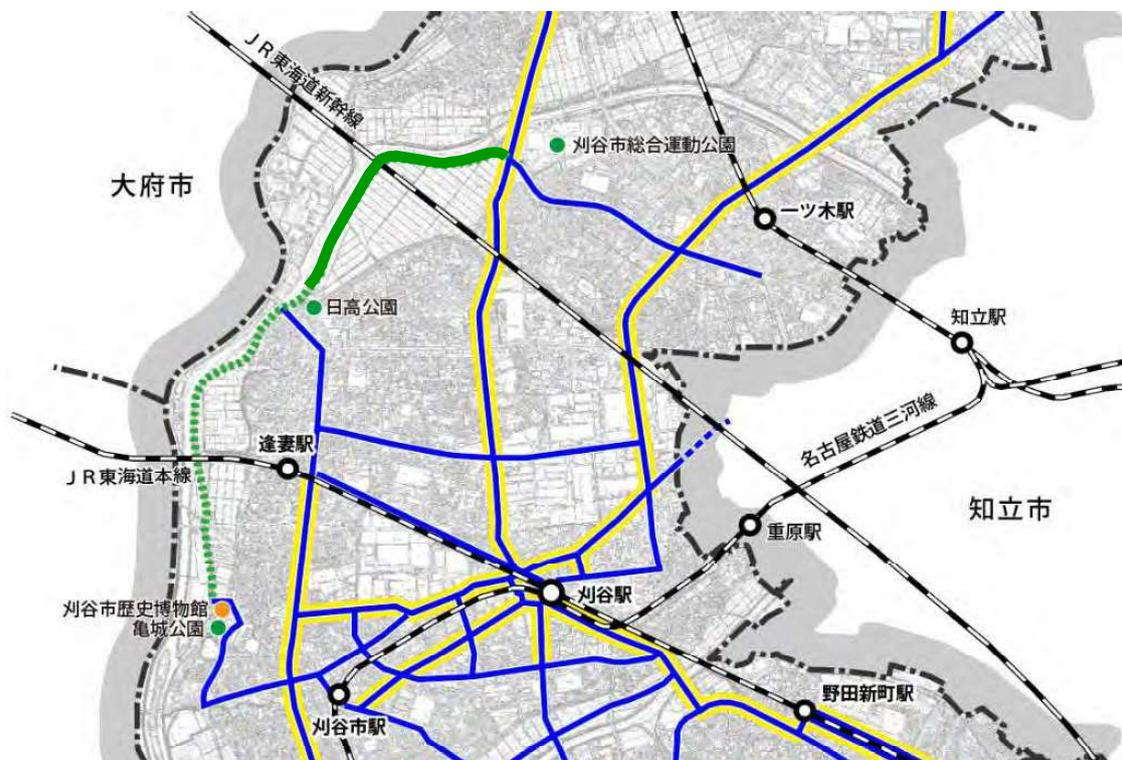 JR東海道新幹線
刈谷市総合運動公園
大府市
一ツ木駅
日高公園
知立駅
名古屋鉄道三河線
逢妻駅
JR東海道本線
知立市
重原駅
刈谷駅
刈谷市歴史博物館
亀城公園
野田新町駅
刈谷市駅